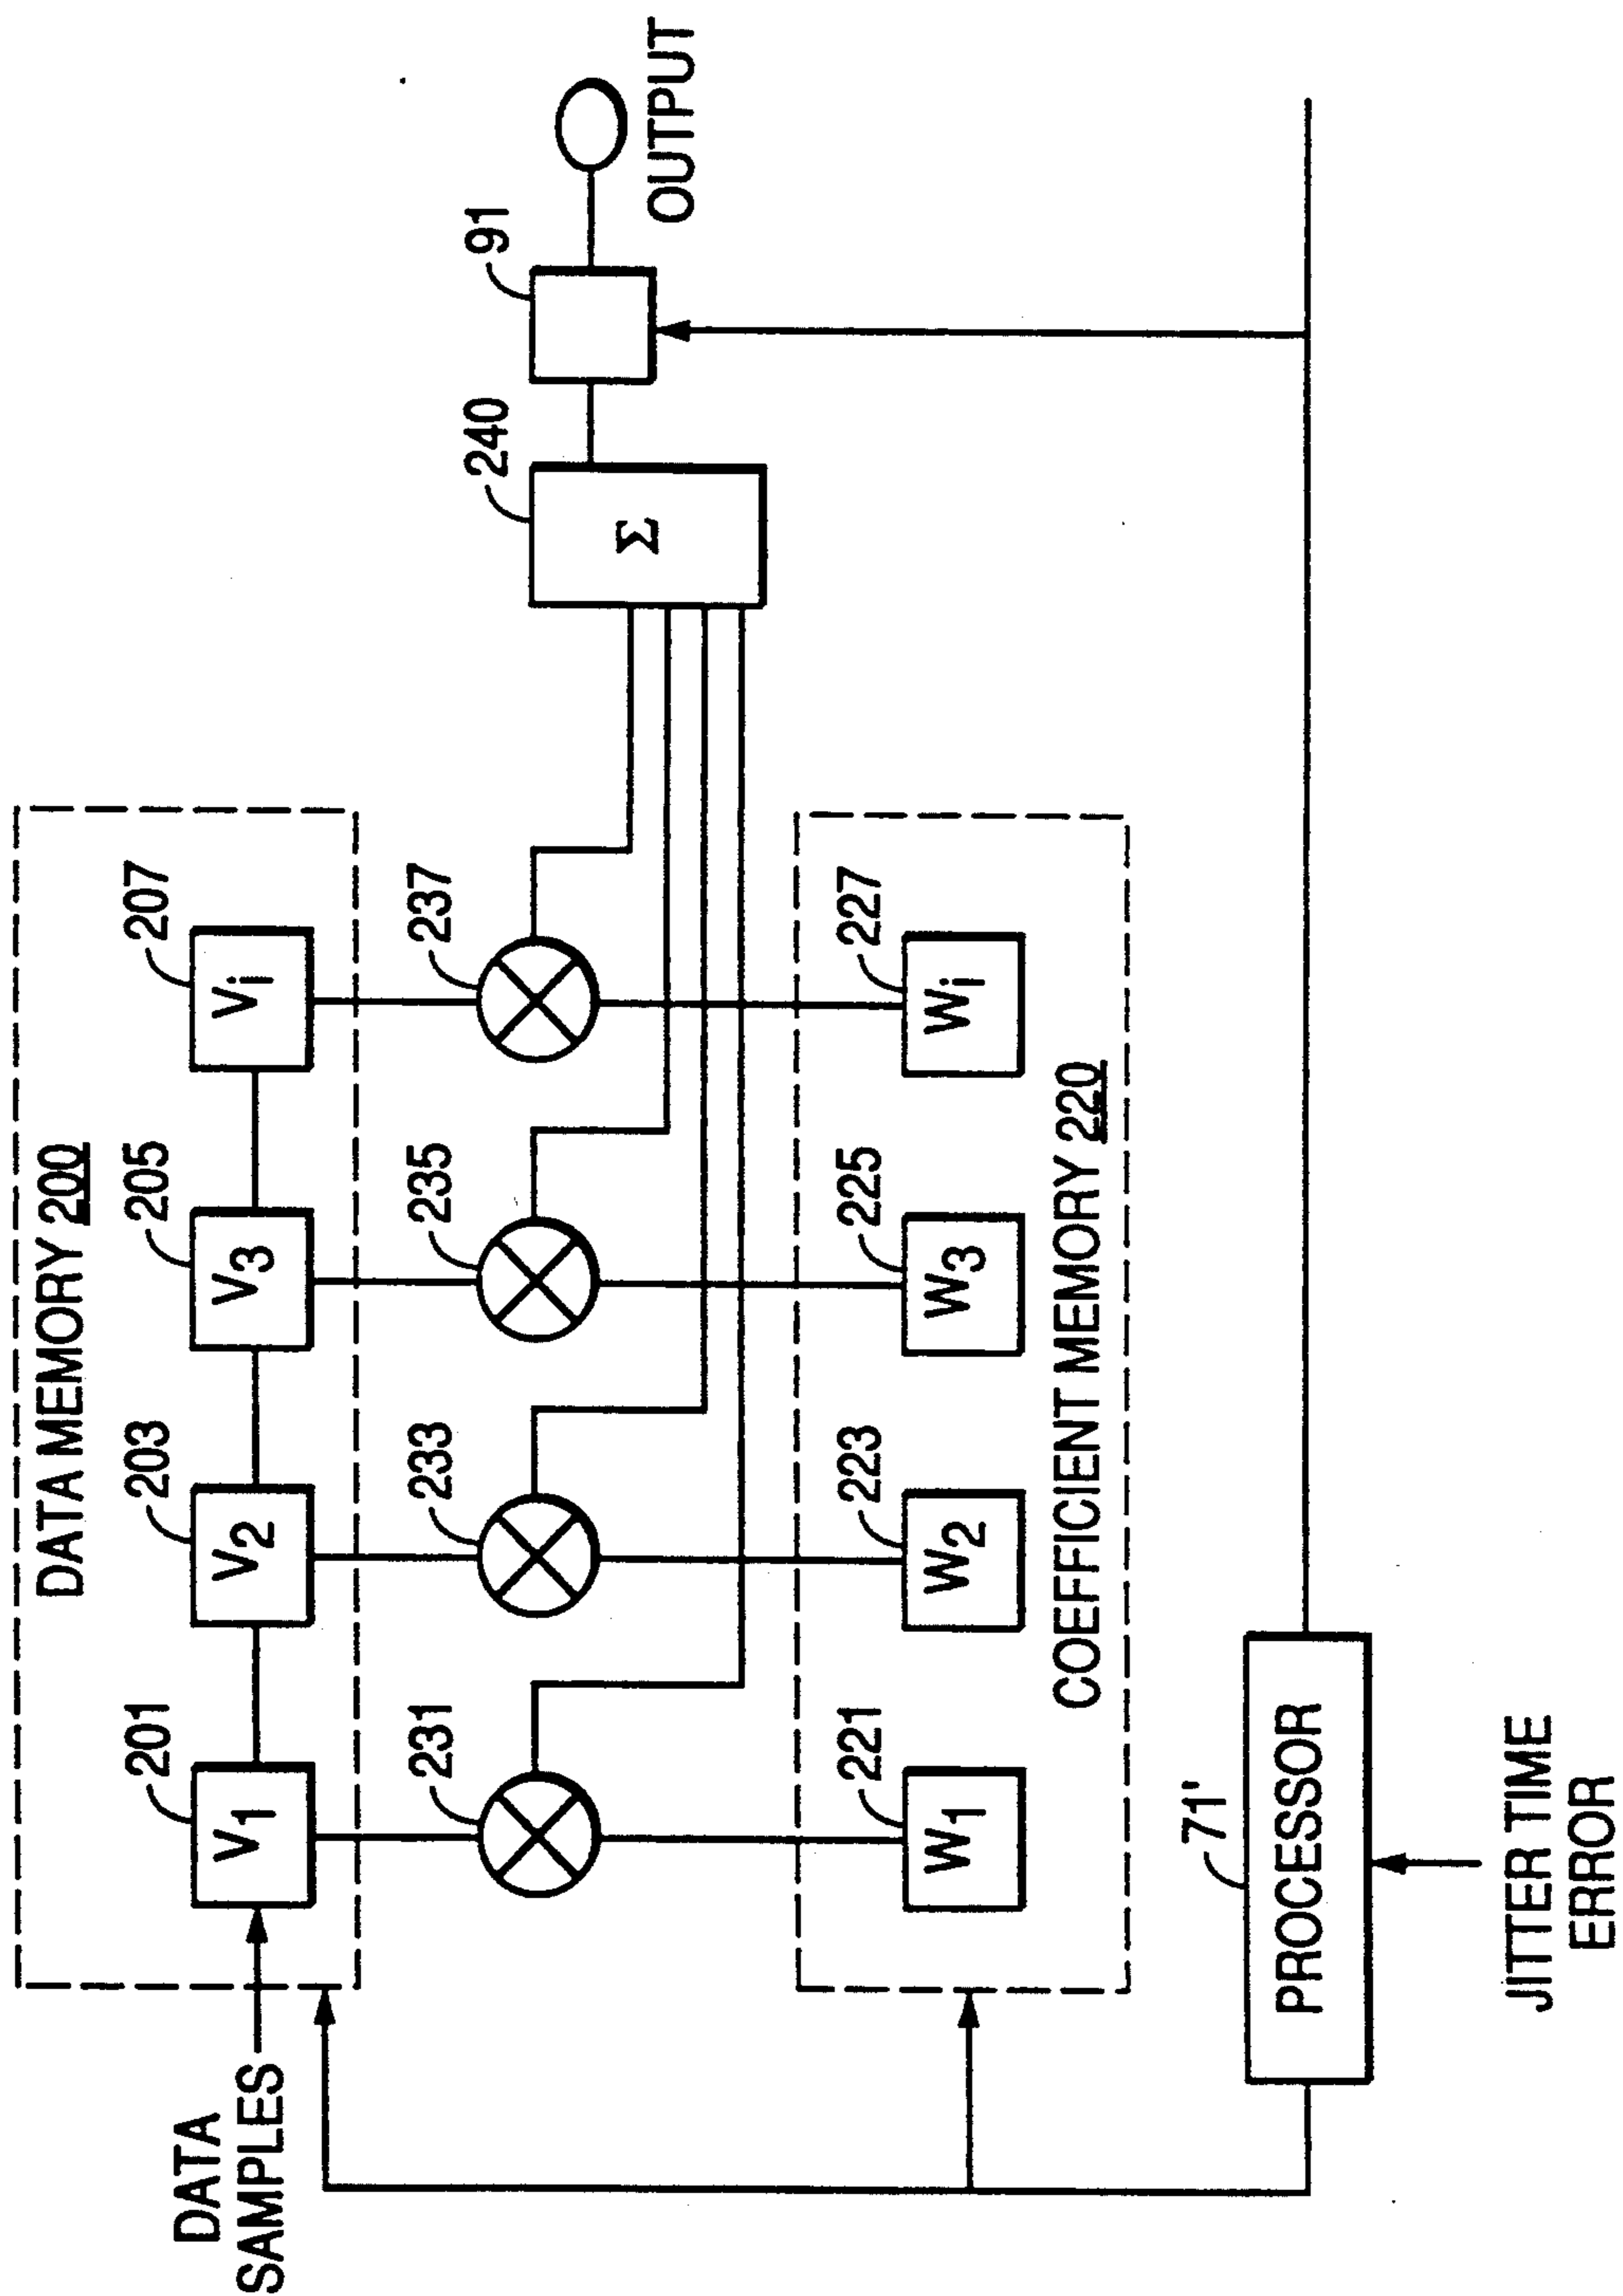 DATA MEMORY 200
201
203
205
207
V1
V2
V3
Vi
DATA
SAMPLES
231
233
235
237
240
Σ
91
OUTPUT
221
223
225
227
W1
W2
W3
Wi
COEFFICIENT MEMORY 220
71'
PROCESSOR
JITTER TIME
ERROR